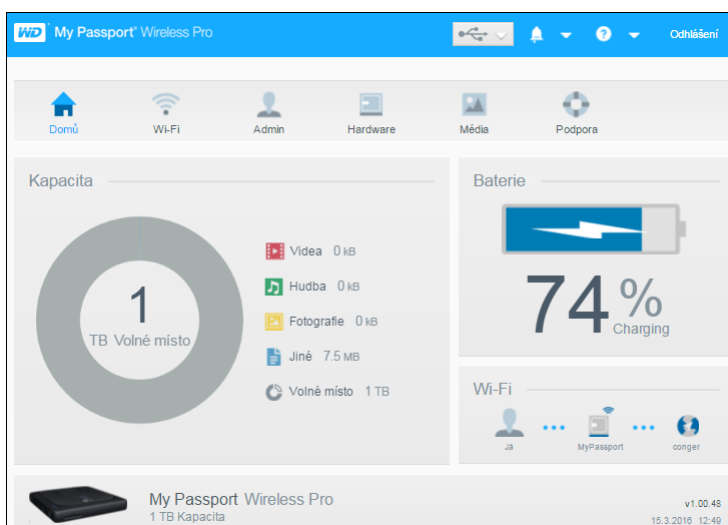 WD My Passport® Wireless Pro
Odhlášení
Domů Wi-Fi Admin Hardware Média Podpora
Kapacita
1
TB Volné místo
Videa 0 kB
Hudba 0 kB
Fotografie 0 kB
Jiné 7.5 MB
Volné místo 1 TB
Baterie
74 %
Charging
Wi-Fi
Já MyPassport conger
My Passport Wireless Pro
1 TB Kapacita
v1.00.48
15.3.2016 12:49